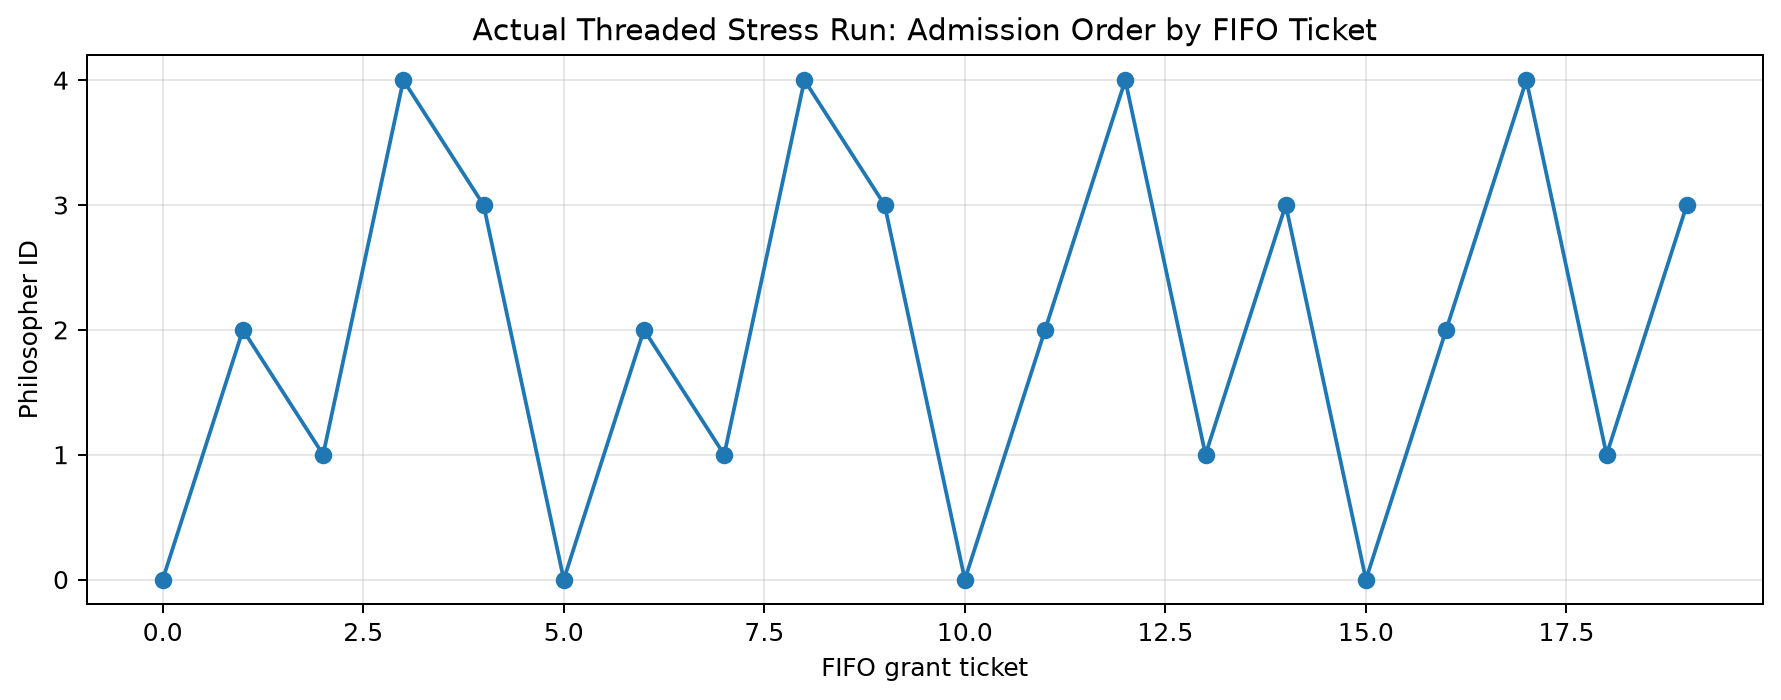 Actual Threaded Stress Run: Admission Order by FIFO Ticket
Philosopher ID
4
3
2
1
0
0.0 2.5 5.0 7.5 10.0 12.5 15.0 17.5
FIFO grant ticket